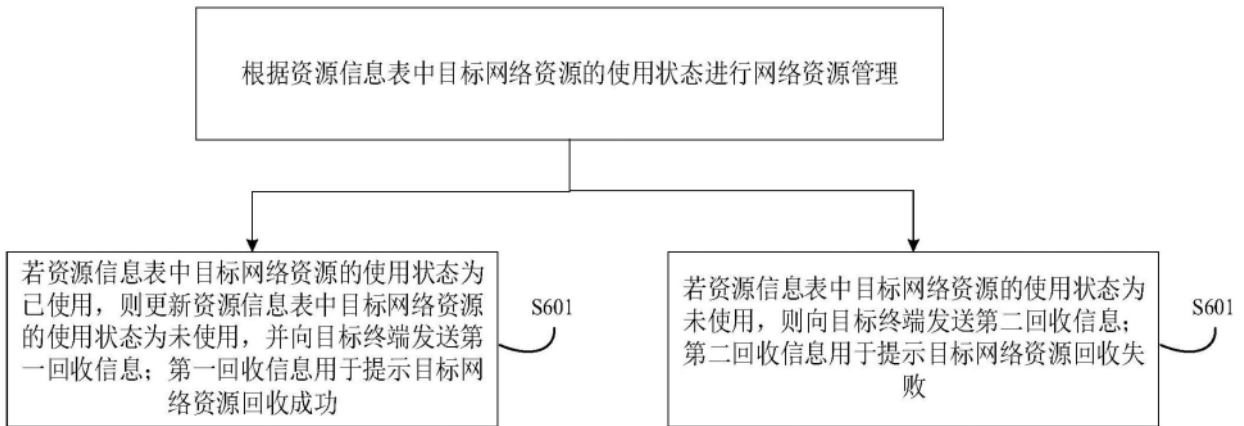 根据资源信息表中目标网络资源的使用状态进行网络资源管理
若资源信息表中目标网络资源的使用状态为
已使用，则更新资源信息表中目标网络资源
的使用状态为未使用，并向目标终端发送第
一回收信息；第一回收信息用于提示目标网
络资源回收成功
S601
若资源信息表中目标网络资源的使用状态为
未使用，则向目标终端发送第二回收信息；
第二回收信息用于提示目标网络资源回收失
败
S601